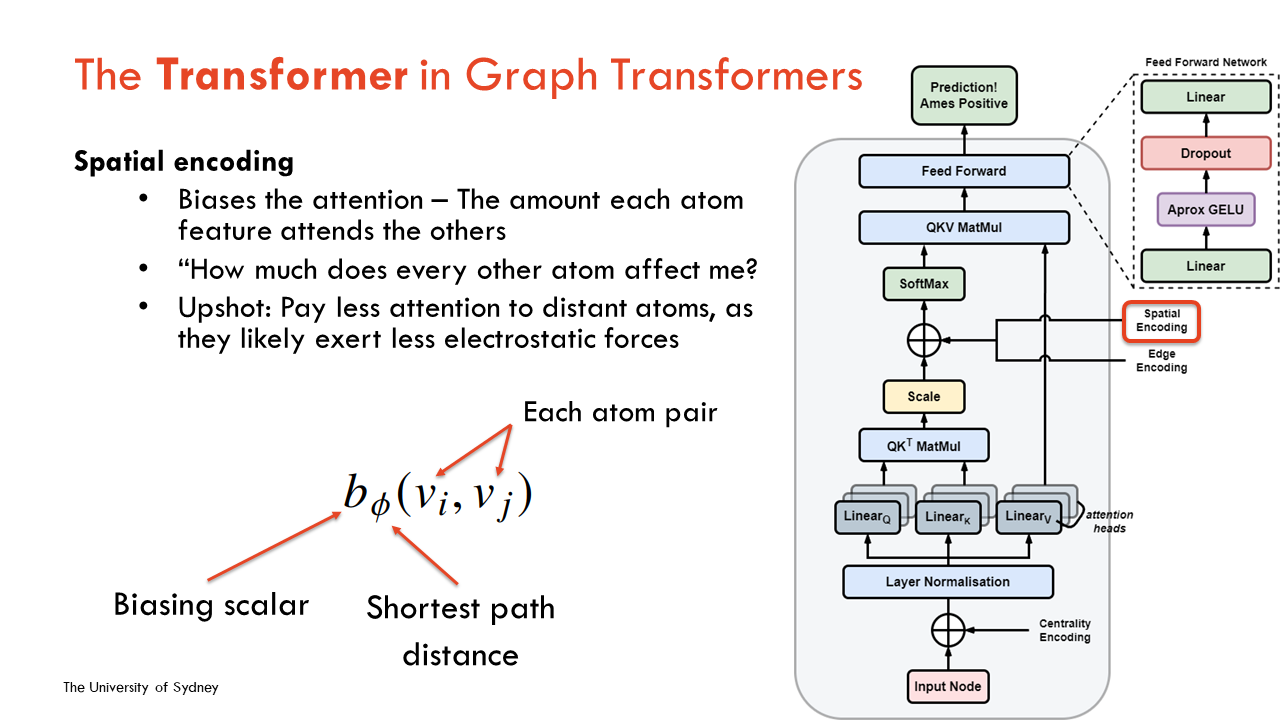 The Transformer in Graph Transformers
Spatial encoding
• Biases the attention – The amount each atom
feature attends the others
• “How much does every other atom affect me?
• Upshot: Pay less attention to distant atoms, as
they likely exert less electrostatic forces
Each atom pair
b_ϕ(v_i, v_j)
Biasing scalar
Shortest path
distance
The University of Sydney
Prediction!
Ames Positive
Feed Forward
QKV MatMul
SoftMax
Scale
QK^T MatMul
Linear_Q
Linear_K
Linear_V
attention
heads
Layer Normalisation
Centrality
Encoding
Input Node
Feed Forward Network
Linear
Dropout
Aprox GELU
Linear
Spatial
Encoding
Edge
Encoding